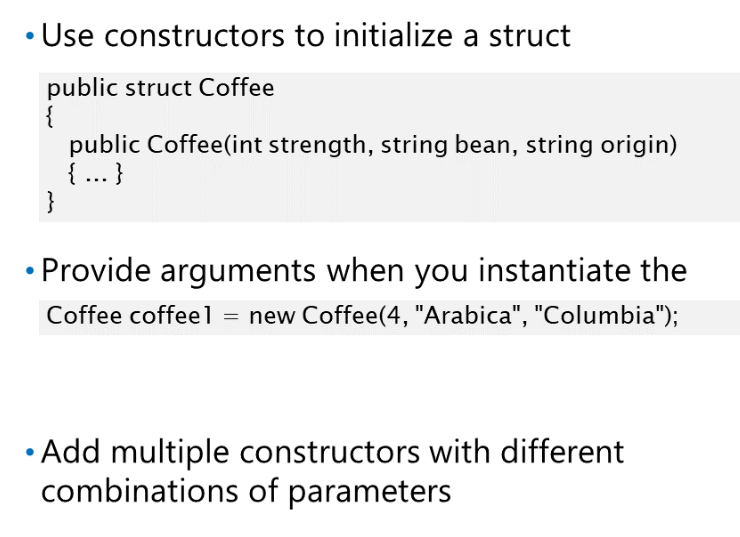 • Use constructors to initialize a struct
public struct Coffee
{
public Coffee(int strength, string bean, string origin)
{ ... }
}
• Provide arguments when you instantiate the
Coffee coffee1 = new Coffee(4, "Arabica", "Columbia");
• Add multiple constructors with different
combinations of parameters